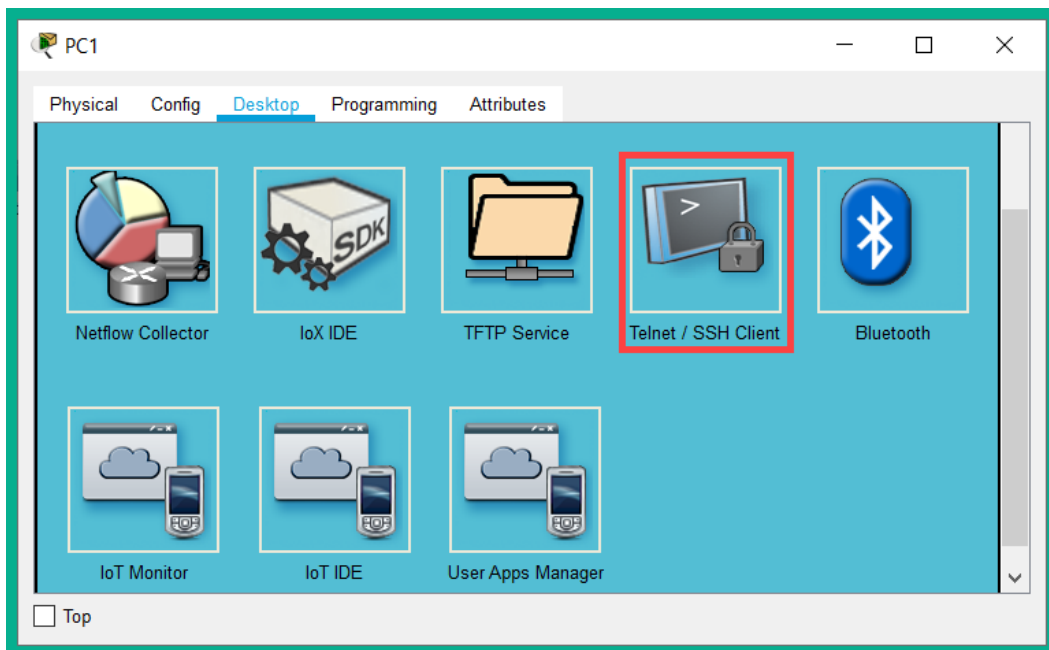 PC1
Physical Config Desktop Programming Attributes
SDK
>
Netflow Collector IoX IDE TFTP Service Telnet / SSH Client Bluetooth
IoT Monitor IoT IDE User Apps Manager
Top